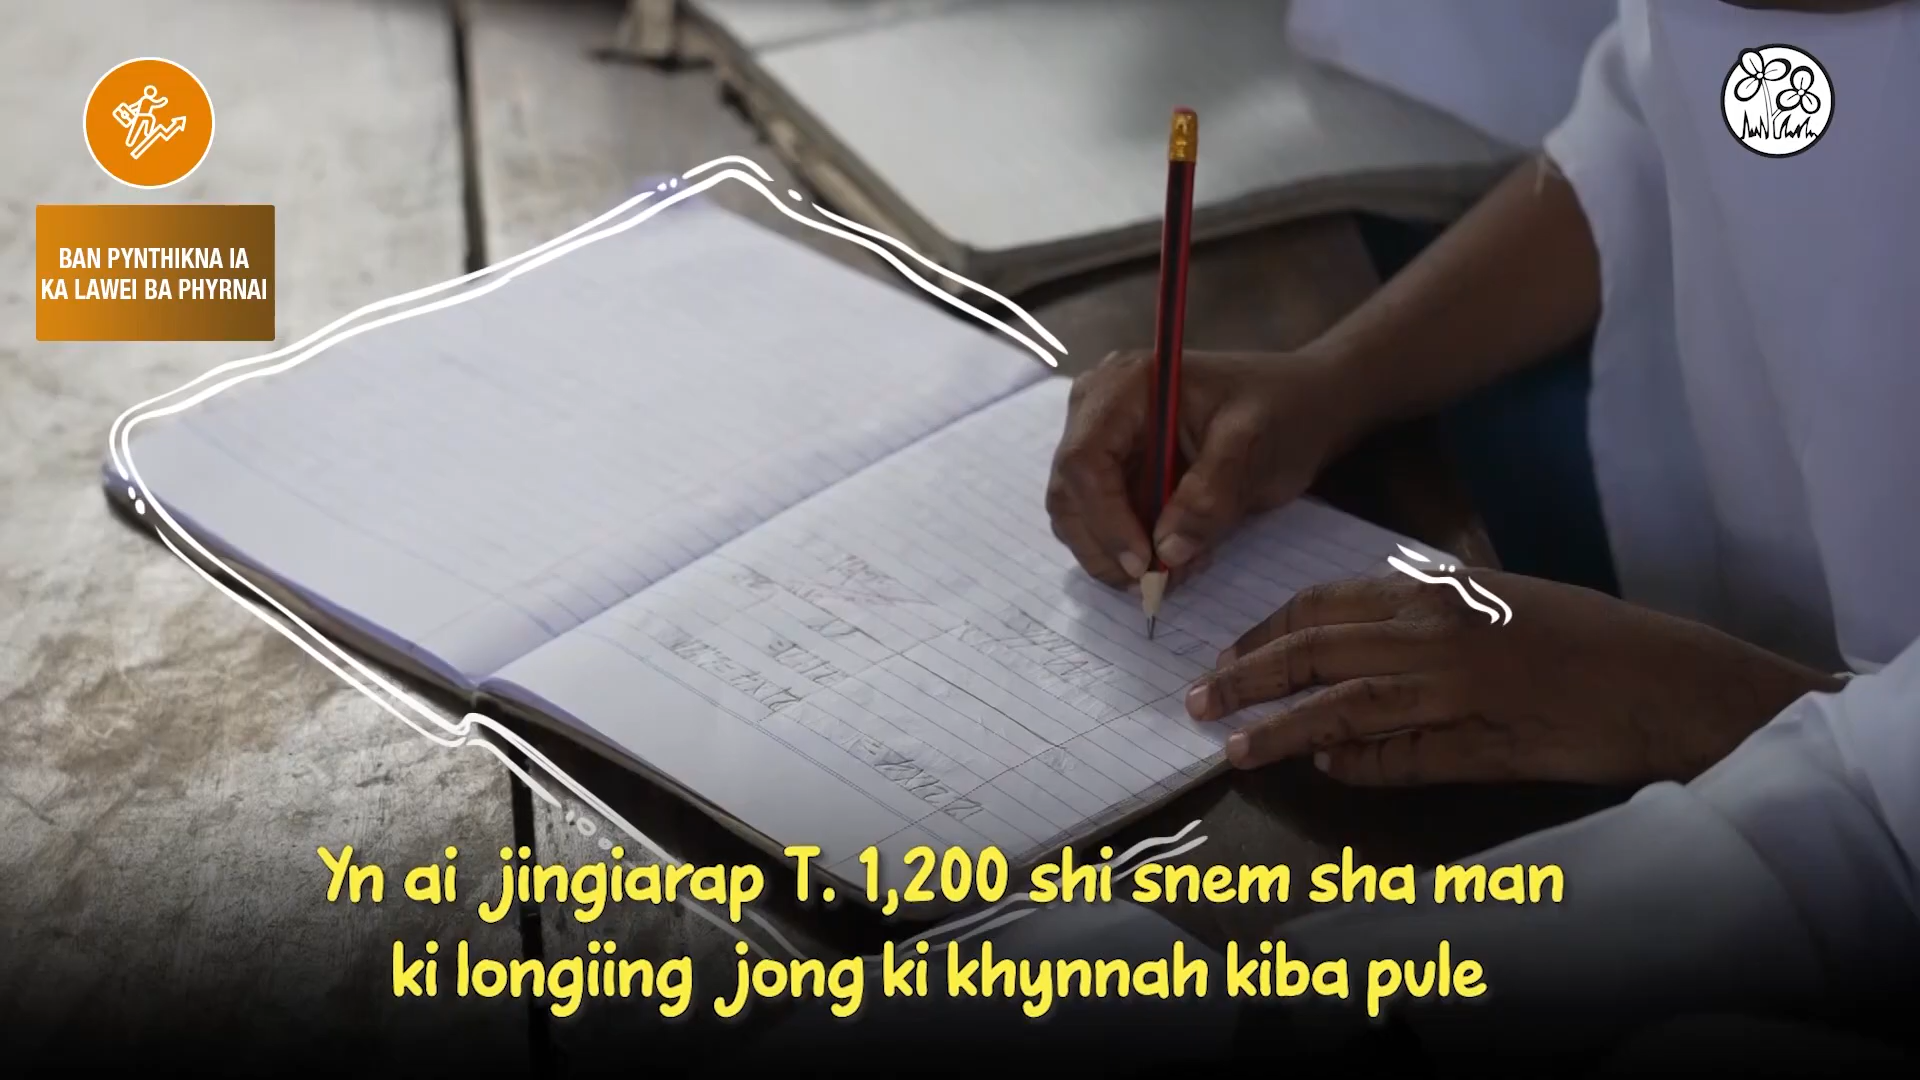 BAN PYNTHIKNA IA
KA LAWEI BA PHYRNAI
Yn ai jingiarap T. 1,200 shi snem sha man
ki longiing jong ki khynnah kiba pule